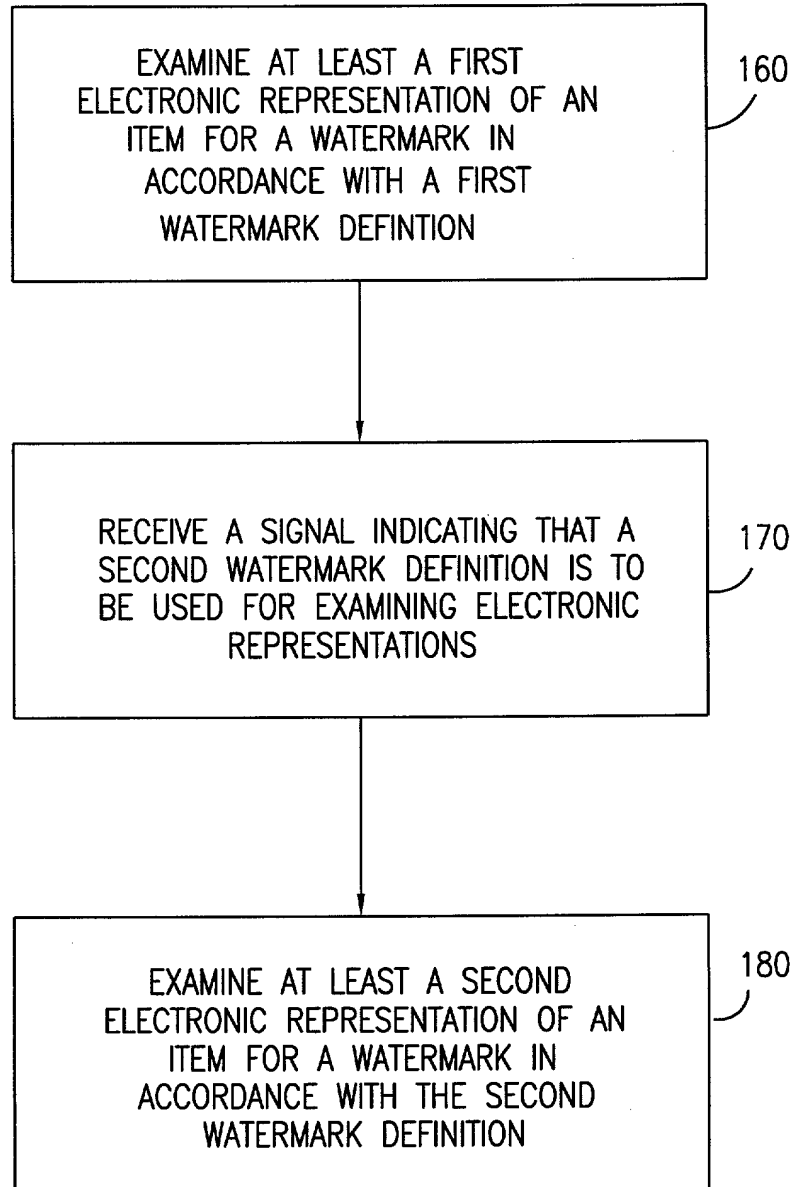 EXAMINE AT LEAST A FIRST
ELECTRONIC REPRESENTATION OF AN
ITEM FOR A WATERMARK IN
ACCORDANCE WITH A FIRST
WATERMARK DEFINTION
160
RECEIVE A SIGNAL INDICATING THAT A
SECOND WATERMARK DEFINITION IS TO
BE USED FOR EXAMINING ELECTRONIC
REPRESENTATIONS
170
EXAMINE AT LEAST A SECOND
ELECTRONIC REPRESENTATION OF AN
ITEM FOR A WATERMARK IN
ACCORDANCE WITH THE SECOND
WATERMARK DEFINITION
180